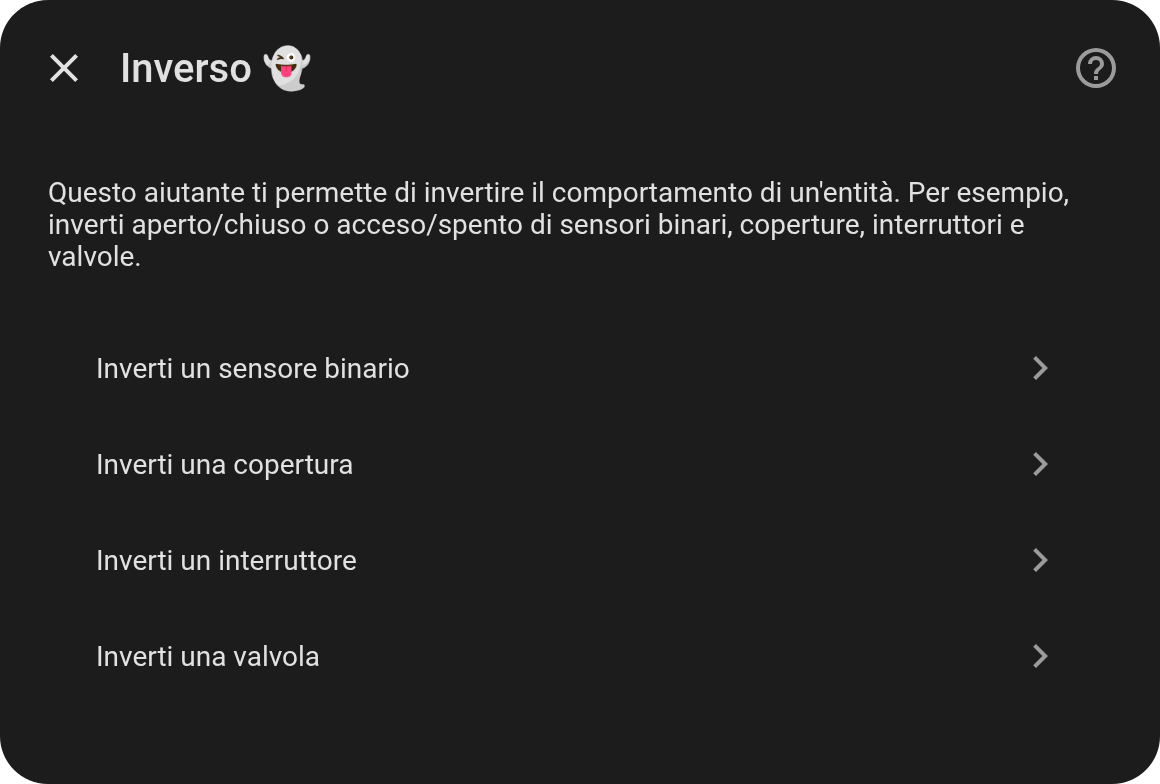 Inverso 👻
Questo aiutante ti permette di invertire il comportamento di un'entità. Per esempio,
inverti aperto/chiuso o acceso/spento di sensori binari, coperture, interruttori e
valvole.
Inverti un sensore binario
Inverti una copertura
Inverti un interruttore
Inverti una valvola